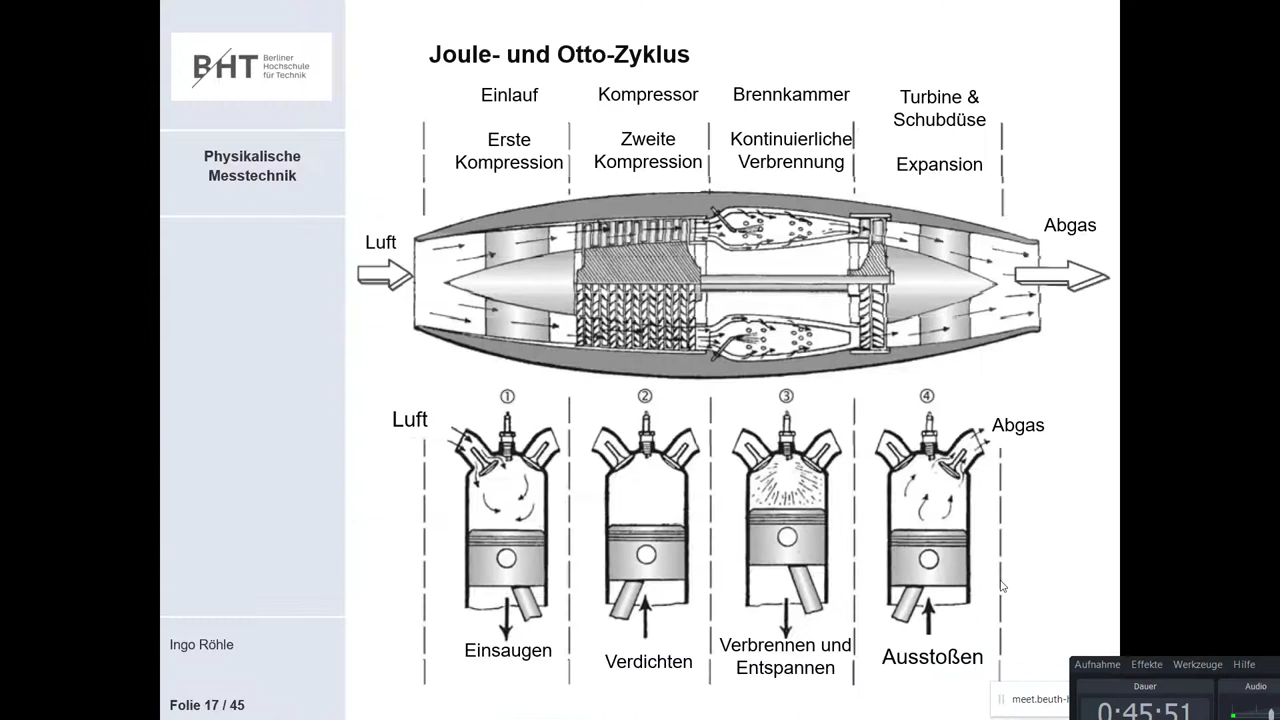 BHT Berliner
Hochschule
für Technik
Physikalische
Messtechnik
Ingo Röhle
Folie 17 / 45
Joule- und Otto-Zyklus
Einlauf
Erste
Kompression
Kompressor
Zweite
Kompression
Brennkammer
Kontinuierliche
Verbrennung
Turbine &
Schubdüse
Expansion
Luft
Abgas
①
②
③
④
Luft
Abgas
Einsaugen
Verdichten
Verbrennen und
Entspannen
Ausstoßen
Aufnahme Effekte Werkzeuge Hilfe
Dauer
Audio
0:45:51